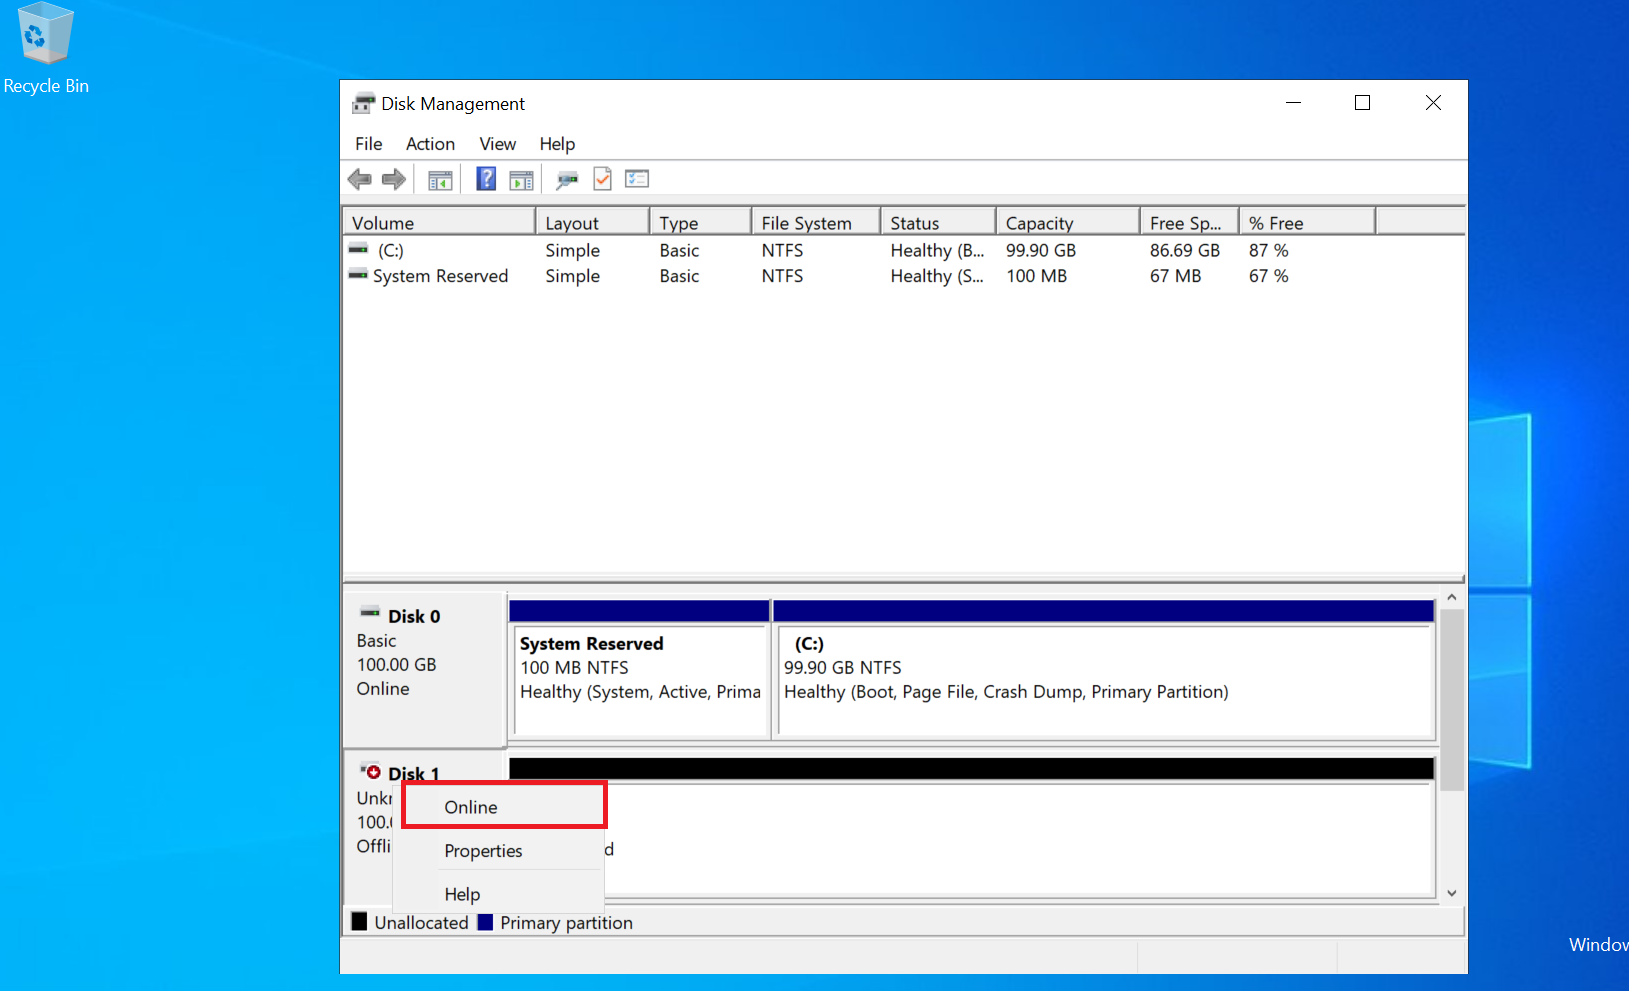 Recycle Bin
Disk Management
File Action View Help
Volume Layout Type File System Status Capacity Free Sp... % Free
(C:) Simple Basic NTFS Healthy (B... 99.90 GB 86.69 GB 87 %
System Reserved Simple Basic NTFS Healthy (S... 100 MB 67 MB 67 %
Disk 0
Basic
100.00 GB
Online
System Reserved
100 MB NTFS
Healthy (System, Active, Prima
(C:)
99.90 GB NTFS
Healthy (Boot, Page File, Crash Dump, Primary Partition)
Disk 1
Unkn
100.
Offli
Online
Properties
Help
d
Unallocated Primary partition
Window